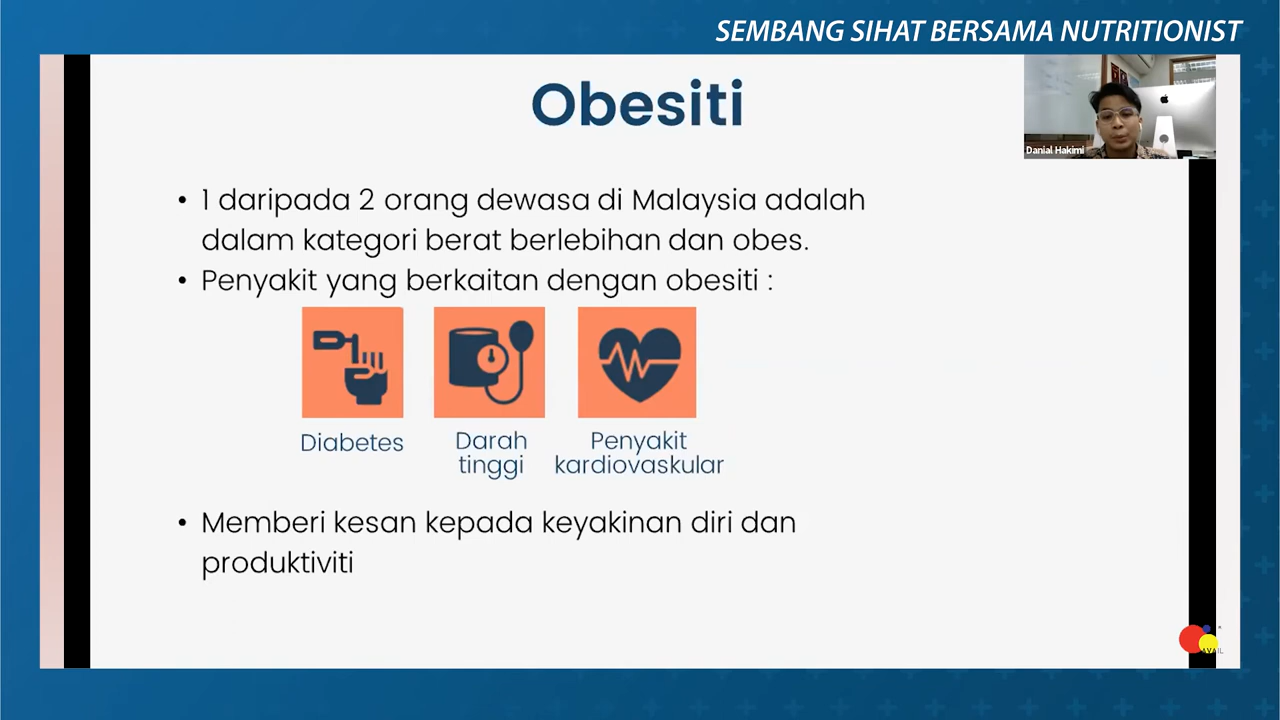 SEMBANG SIHAT BERSAMA NUTRITIONIST
Obesiti
Danial Hakimi
• 1 daripada 2 orang dewasa di Malaysia adalah
dalam kategori berat berlebihan dan obes.
• Penyakit yang berkaitan dengan obesiti :
Diabetes
Darah
tinggi
Penyakit
kardiovaskular
• Memberi kesan kepada keyakinan diri dan
produktiviti
AVAIL